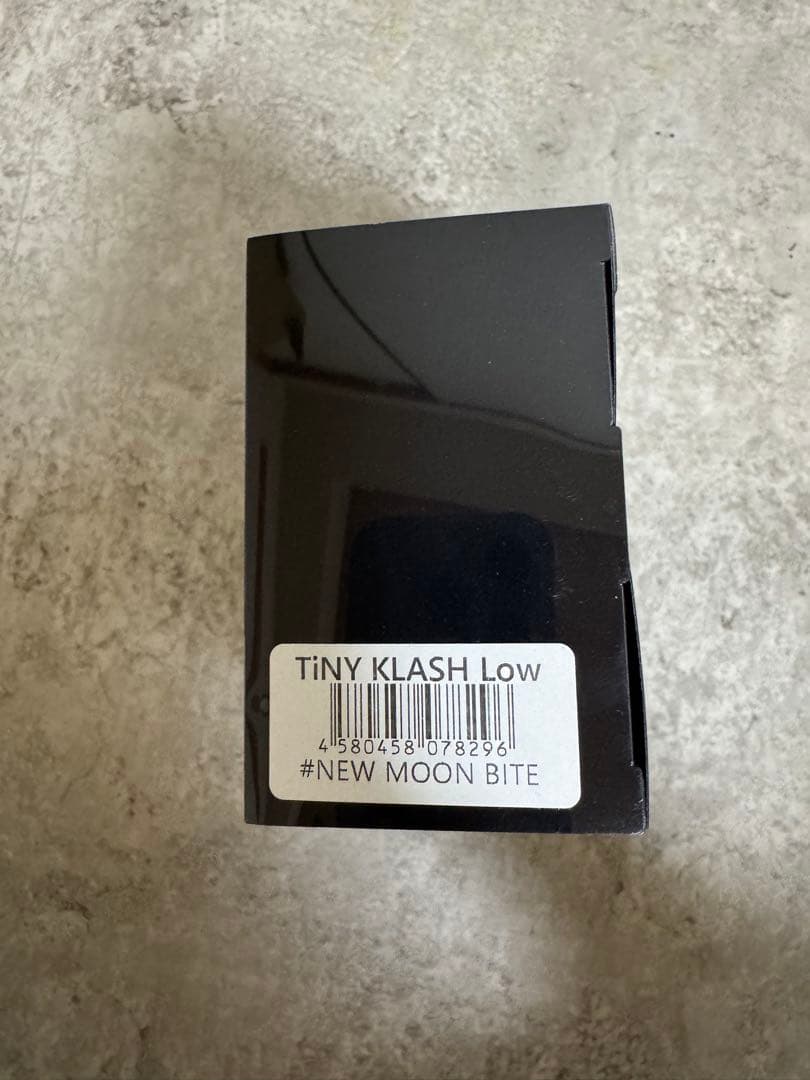 TiNY KLASH Low
4 580458 078296
#NEW MOON BITE